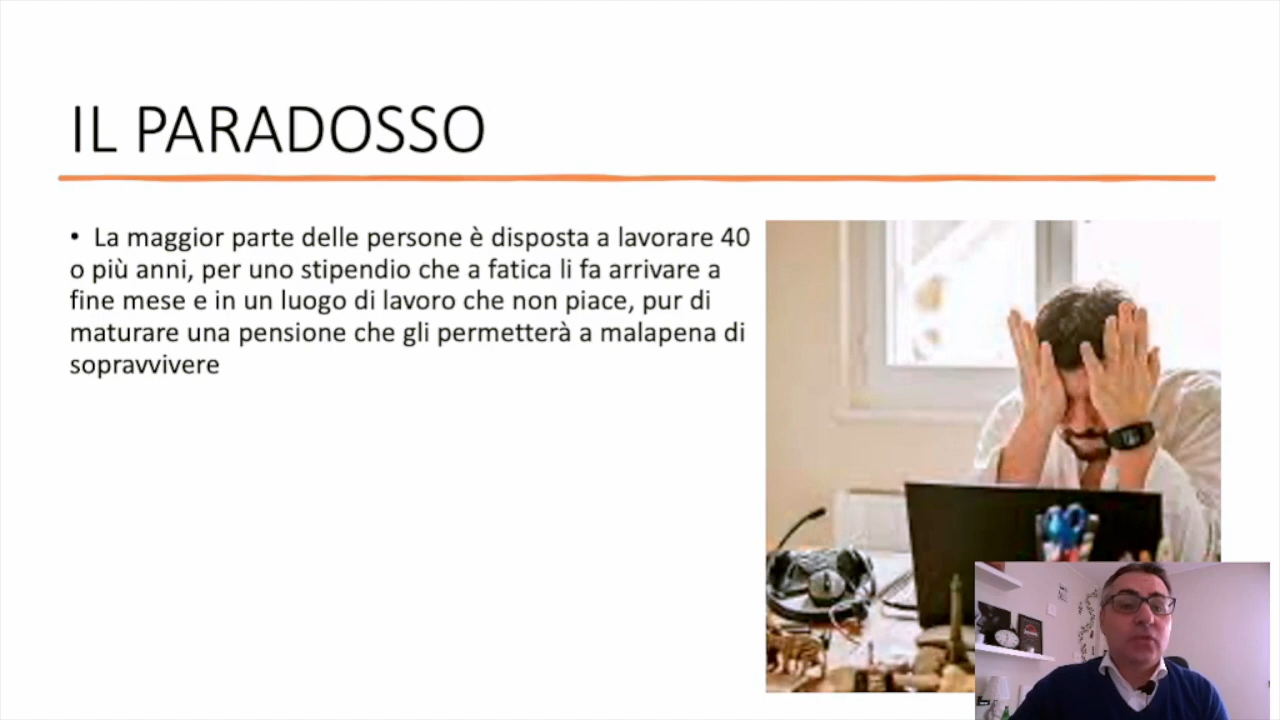 IL PARADOSSO
• La maggior parte delle persone è disposta a lavorare 40
o più anni, per uno stipendio che a fatica li fa arrivare a
fine mese e in un luogo di lavoro che non piace, pur di
maturare una pensione che gli permetterà a malapena di
sopravvivere